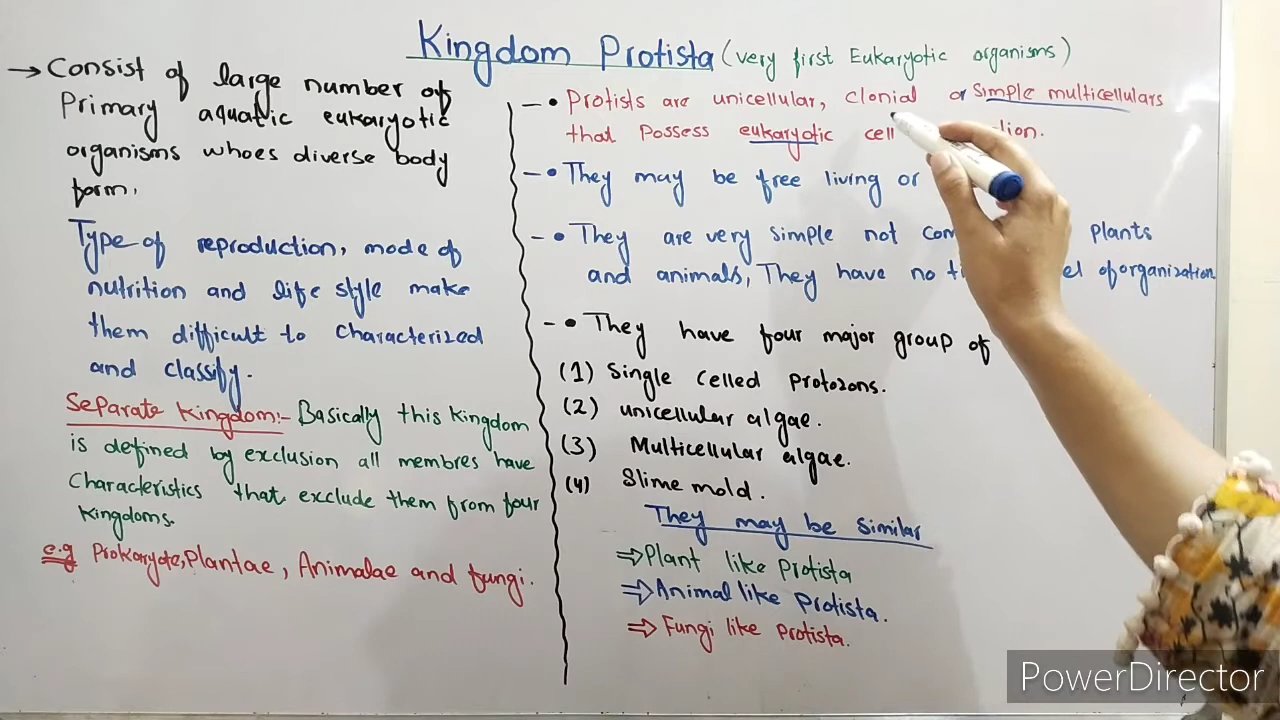 Kingdom Protista (very first Eukaryotic organisms)
→ Consist of large number of
Primary aquatic eukaryotic
organisms whoes diverse body
form.
Type of reproduction, mode of
nutrition and life style make
them difficult to characterized
and classify.
Separate Kingdom:- Basically this Kingdom
is defined by exclusion all membres have
Characteristics that exclude them from four
Kingdoms.
e.g Prokaryote, Plantae, Animalae and fungi.
- • Protists are unicellular, clonial or simple multicellulars
that possess eukaryotic cell
- • They may be free living or
- • They are very simple not plants
and animals, They have no of organization
- • They have four major group of
(1) Single celled protozons.
(2) unicellular algae.
(3) Multicellular algae.
(4) Slime mold.
They may be similar
⇒ Plant like Protista
⇒ Animal like Protista.
⇒ Fungi like protista.
PowerDirector